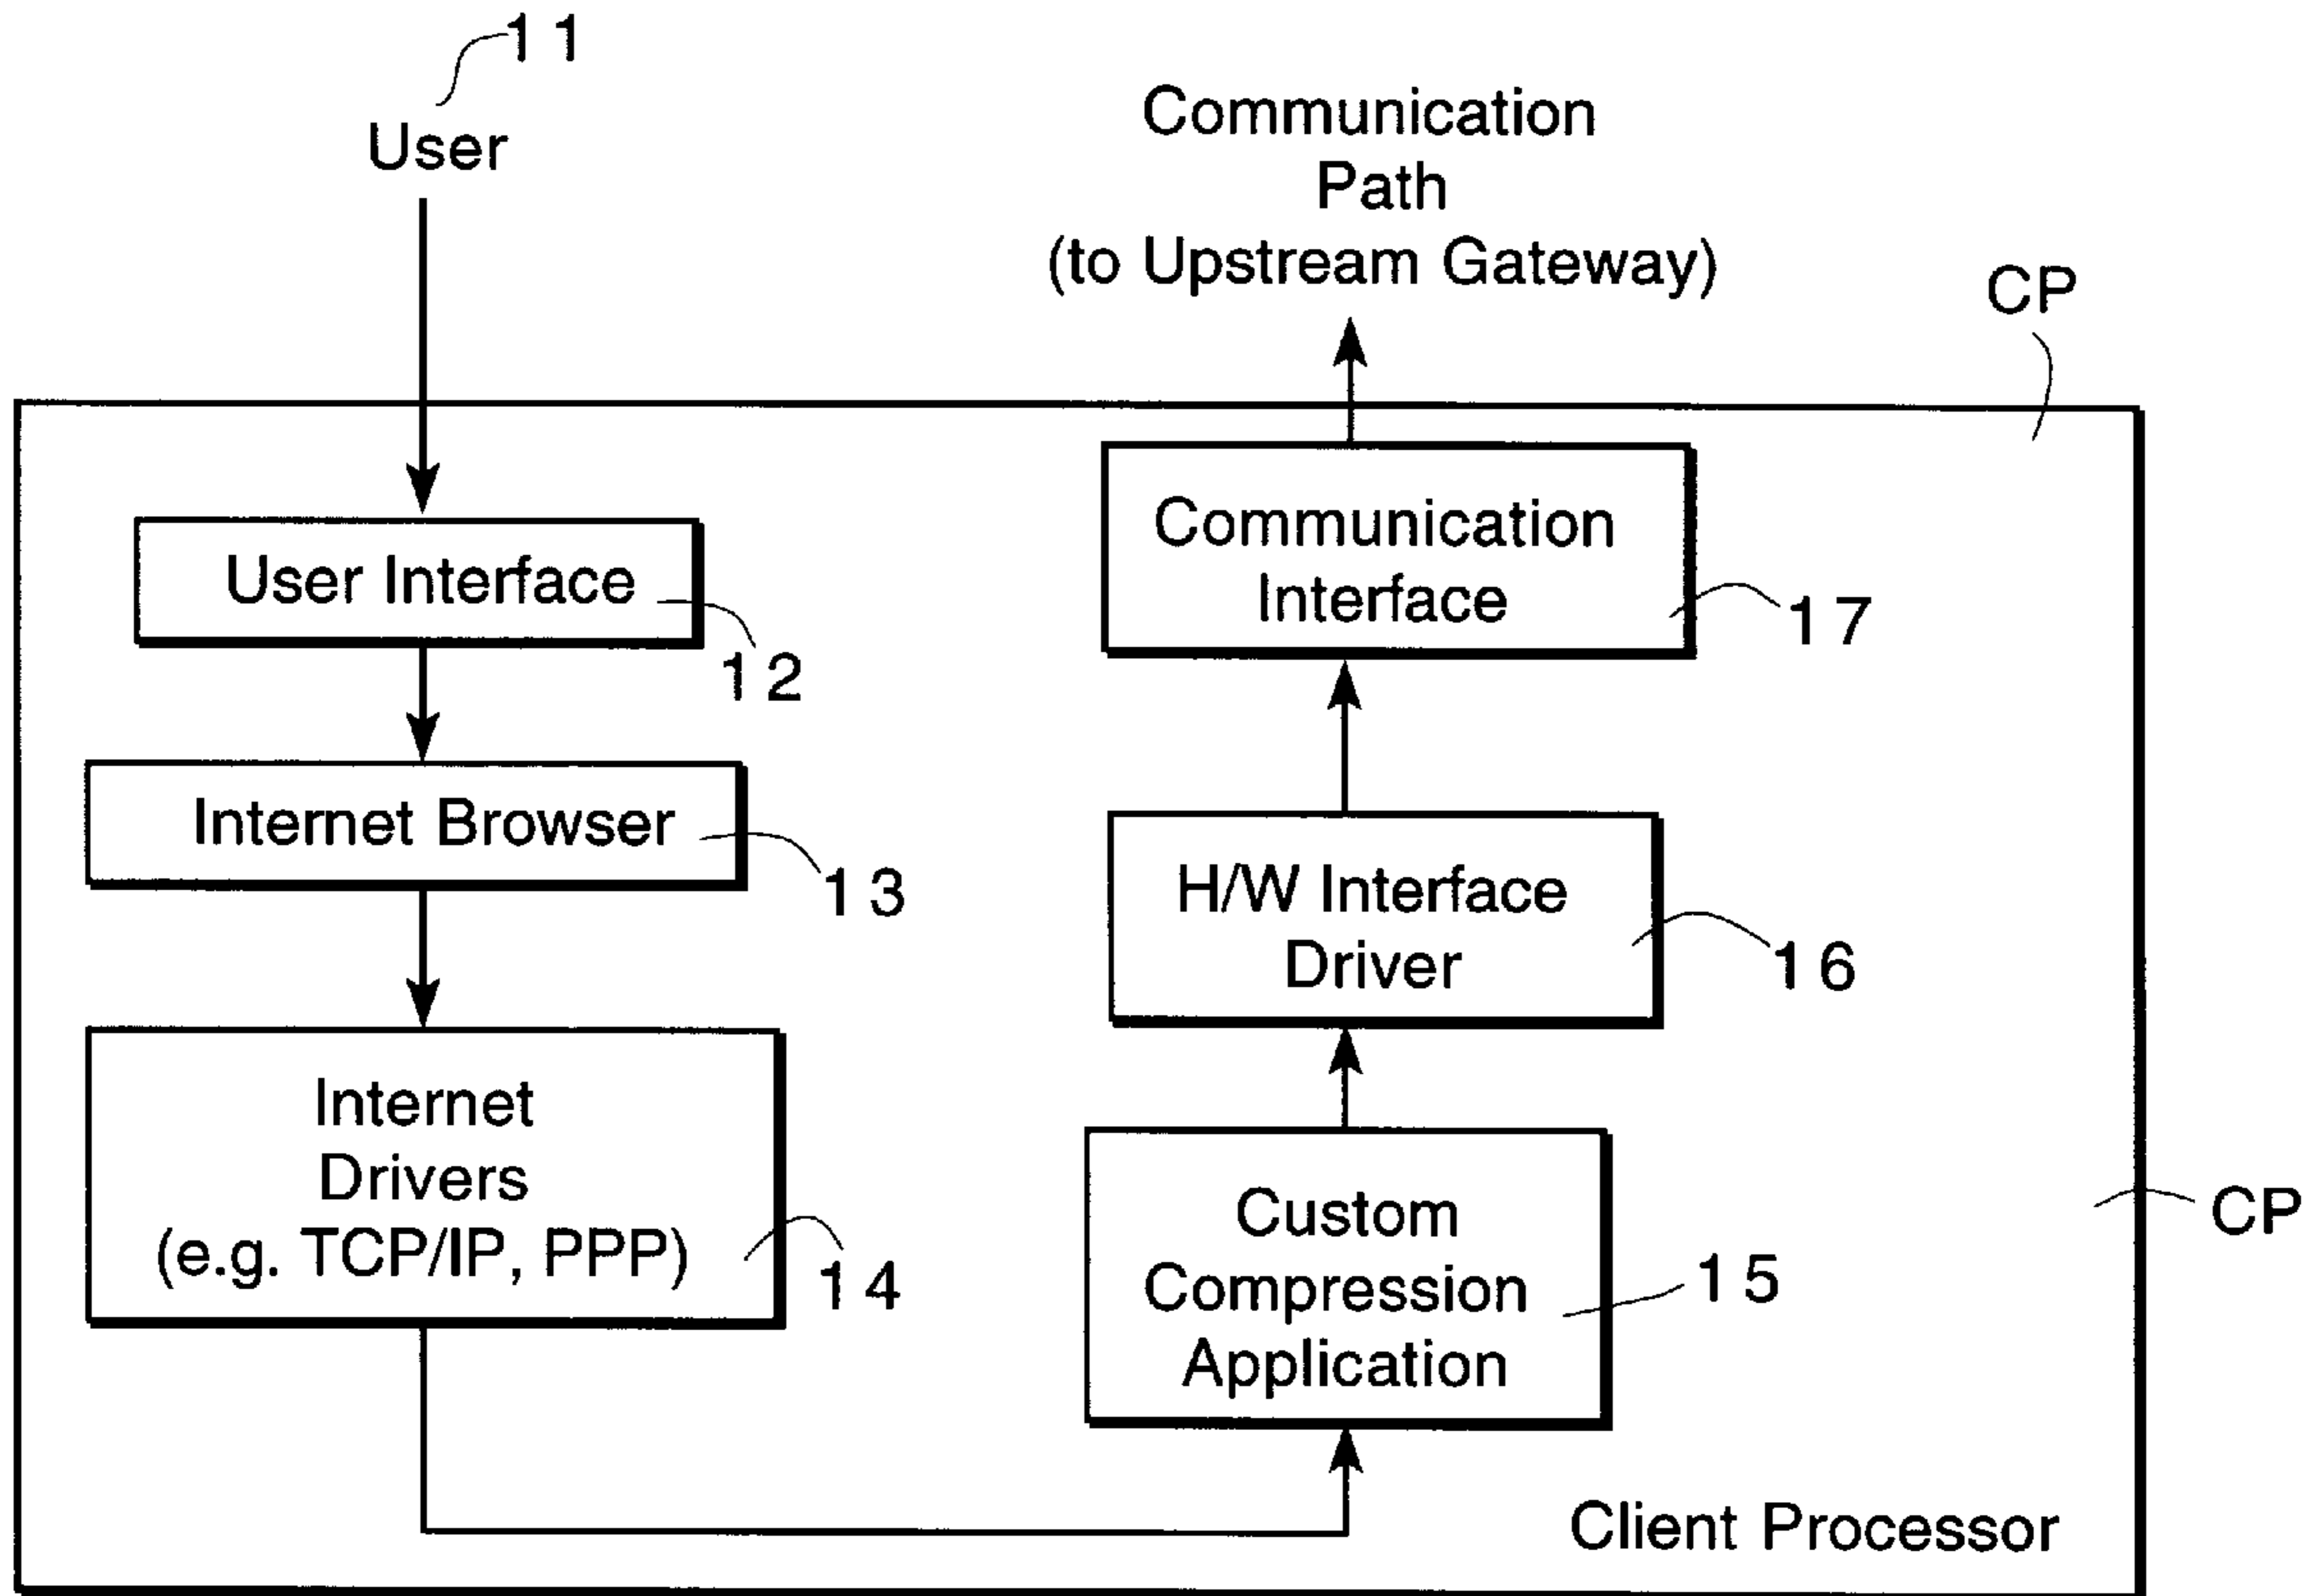 11
User
Communication
Path
(to Upstream Gateway)
CP
User Interface
12
Internet Browser
13
Internet
Drivers
(e.g. TCP/IP, PPP)
14
Communication
Interface
17
H/W Interface
Driver
16
Custom
Compression
Application
15
CP
Client Processor